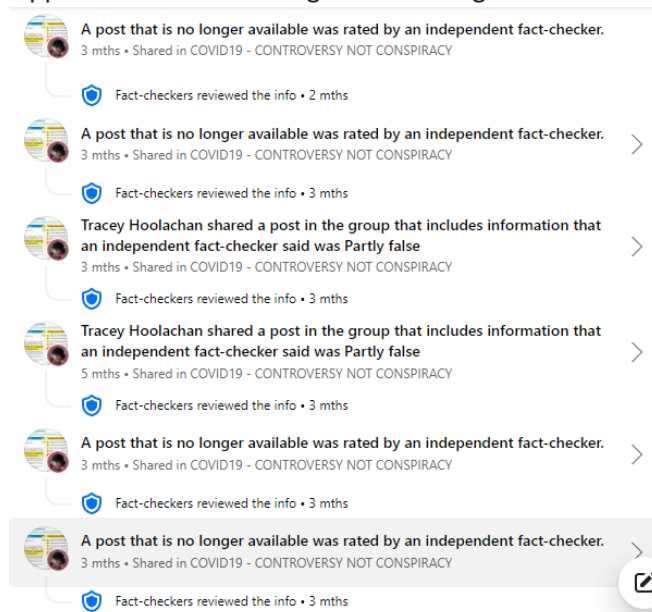 A post that is no longer available was rated by an independent fact-checker.
3 mths • Shared in COVID19 - CONTROVERSY NOT CONSPIRACY
Fact-checkers reviewed the info • 2 mths
A post that is no longer available was rated by an independent fact-checker.
3 mths • Shared in COVID19 - CONTROVERSY NOT CONSPIRACY
Fact-checkers reviewed the info • 3 mths
Tracey Hoolachan shared a post in the group that includes information that
an independent fact-checker said was Partly false
3 mths • Shared in COVID19 - CONTROVERSY NOT CONSPIRACY
Fact-checkers reviewed the info • 3 mths
Tracey Hoolachan shared a post in the group that includes information that
an independent fact-checker said was Partly false
5 mths • Shared in COVID19 - CONTROVERSY NOT CONSPIRACY
Fact-checkers reviewed the info • 3 mths
A post that is no longer available was rated by an independent fact-checker.
3 mths • Shared in COVID19 - CONTROVERSY NOT CONSPIRACY
Fact-checkers reviewed the info • 3 mths
A post that is no longer available was rated by an independent fact-checker.
3 mths • Shared in COVID19 - CONTROVERSY NOT CONSPIRACY
Fact-checkers reviewed the info • 3 mths